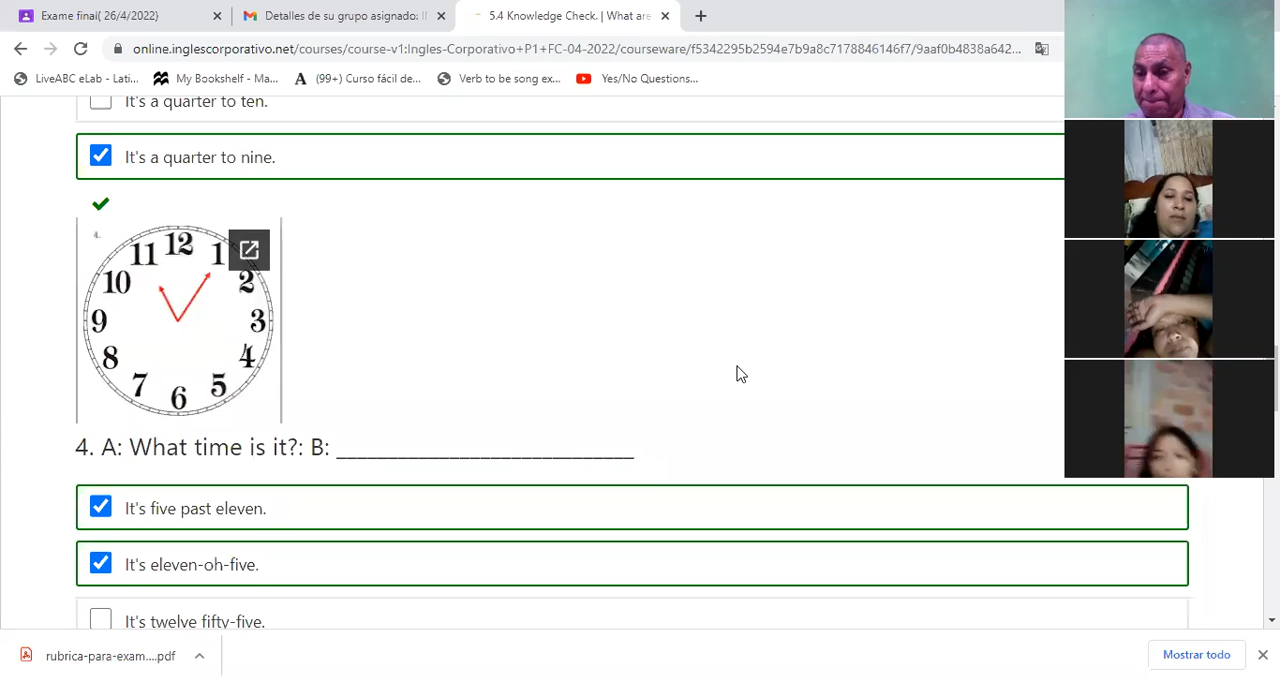 Exame final( 26/4/2022) Detalles de su grupo asignado: I 5.4 Knowledge Check. | What are
online.inglescorporativo.net/courses/course-v1:Ingles-Corporativo+P1+FC-04-2022/courseware/f5342295b2594e7b9a8c7178846146f7/9aaf0b4838a642...
LiveABC eLab - Lati... My Bookshelf - Ma... (99+) Curso fácil de... Verb to be song ex... Yes/No Questions...
It's a quarter to ten.
It's a quarter to nine.
4.
12
11 1
10 2
9 3
8 4
7 5
6
4. A: What time is it?: B: ___________________________
It's five past eleven.
It's eleven-oh-five.
It's twelve fifty-five.
rubrica-para-exam....pdf Mostrar todo